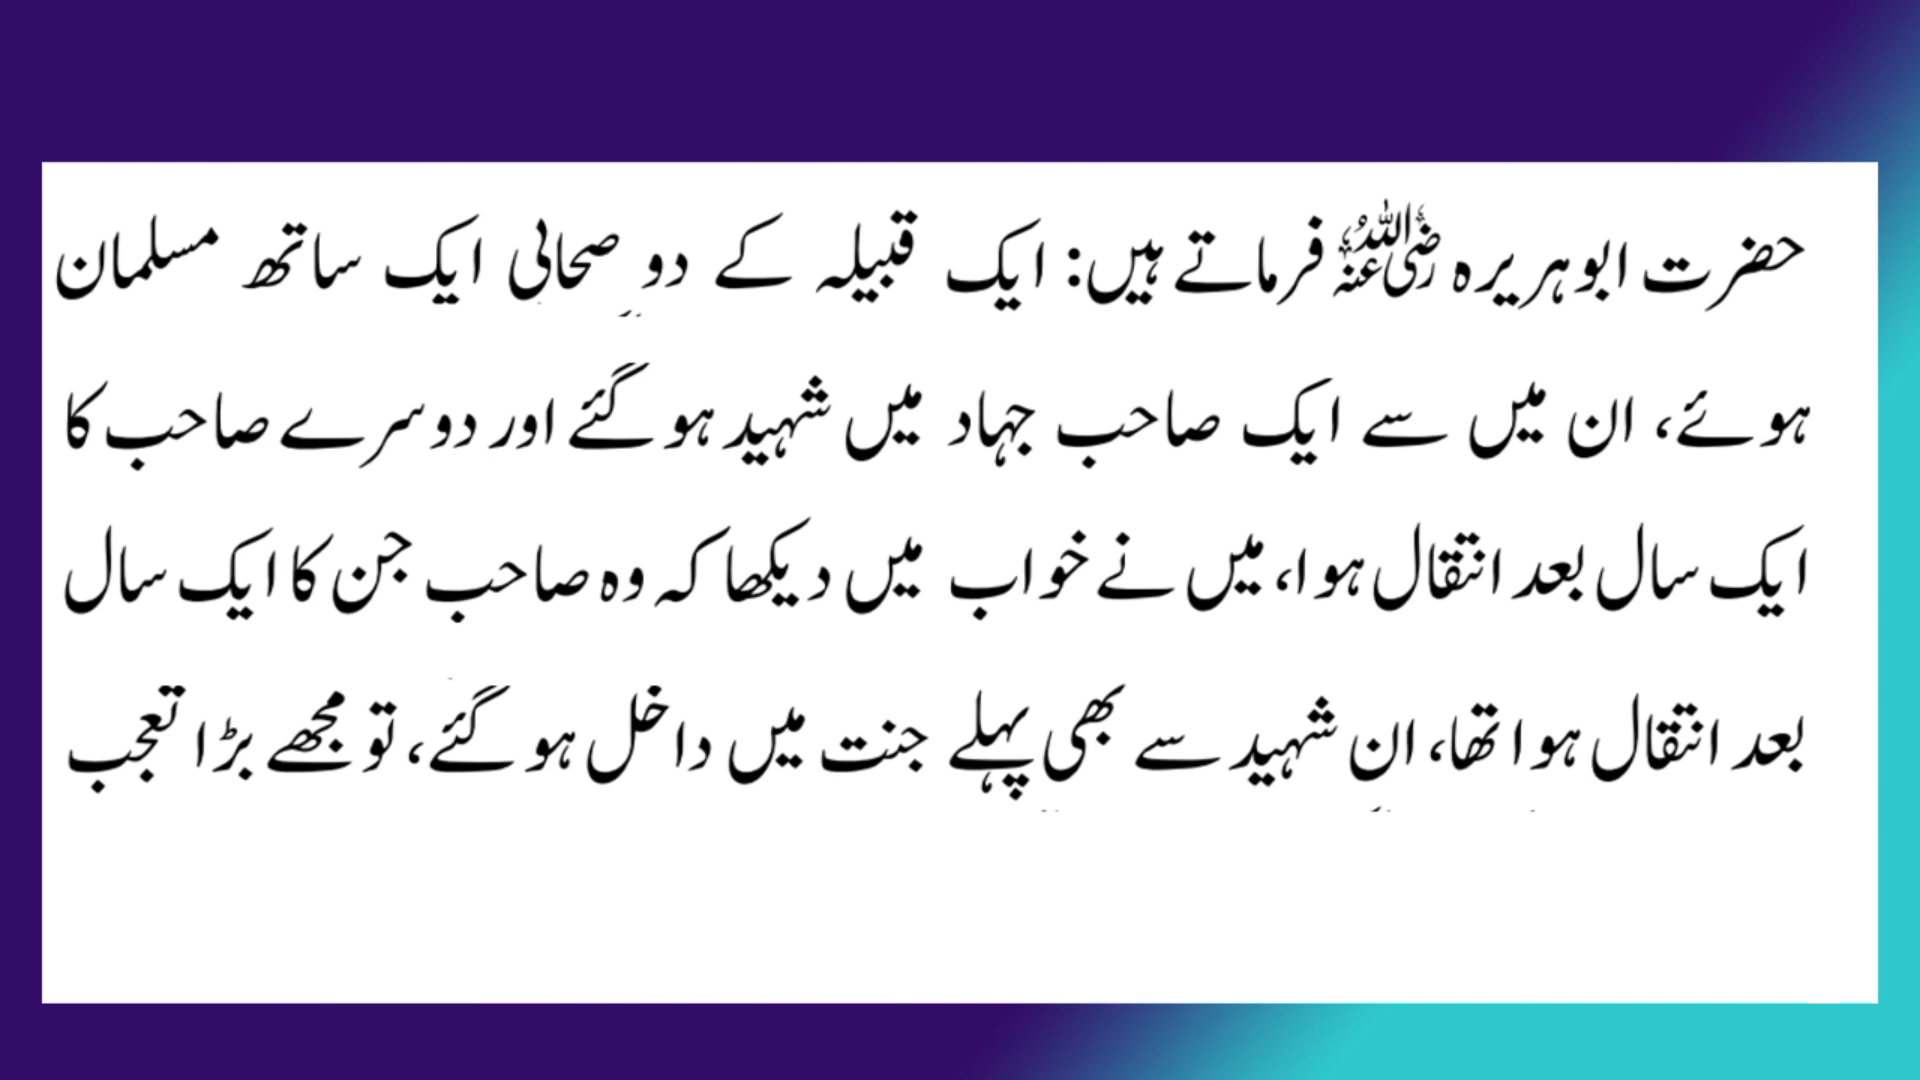 حضرت ابوہریرہ رضی اللہ عنہ فرماتے ہیں: ایک قبیلہ کے دو صحابی ایک ساتھ مسلمان
ہوئے، ان میں سے ایک صاحب جہاد میں شہید ہو گئے اور دوسرے صاحب کا
ایک سال بعد انتقال ہوا، میں نے خواب میں دیکھا کہ وہ صاحب جن کا ایک سال
بعد انتقال ہوا تھا، ان شہید سے بھی پہلے جنت میں داخل ہو گئے، تو مجھے بڑا تعجب